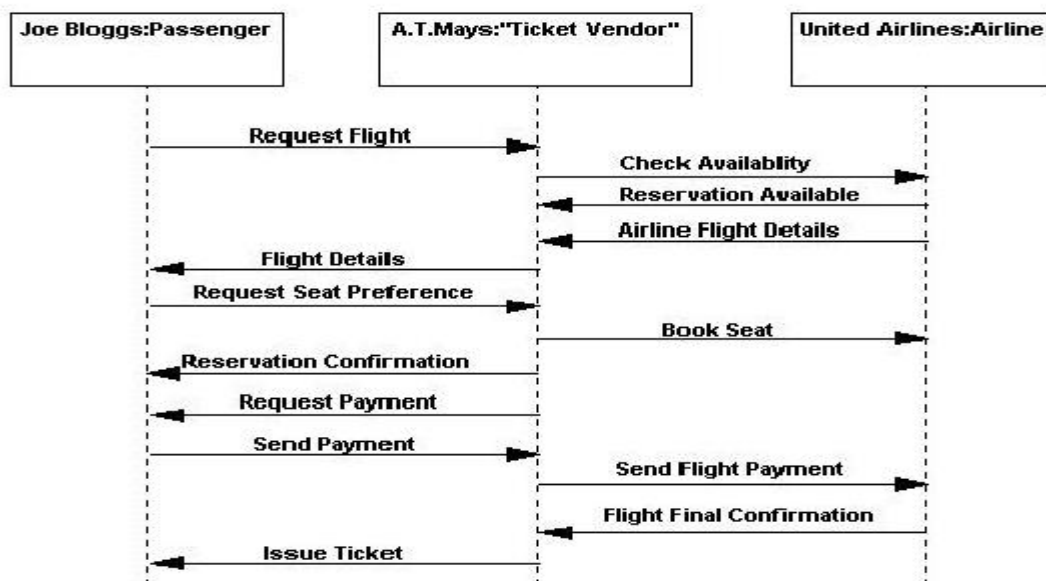 Joe Bloggs:Passenger
A.T.Mays:"Ticket Vendor"
United Airlines:Airline
Request Flight
Check Availablity
Reservation Available
Airline Flight Details
Flight Details
Request Seat Preference
Book Seat
Reservation Confirmation
Request Payment
Send Payment
Send Flight Payment
Flight Final Confirmation
Issue Ticket